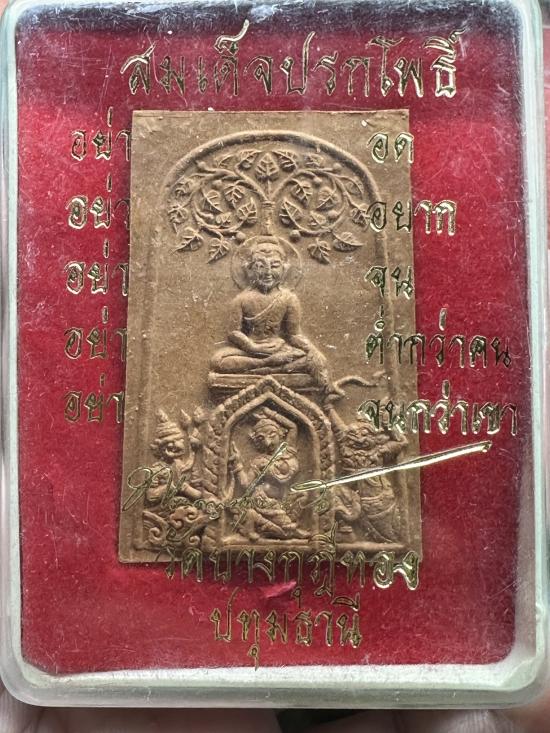 สมเด็จปรกโพธิ์
อย่า อด
อย่า อยาก
อย่า จน
อย่า ต่ำกว่าคน
อย่า จนกว่าเขา
วัดบางกุฎีทอง
ปทุมธานี